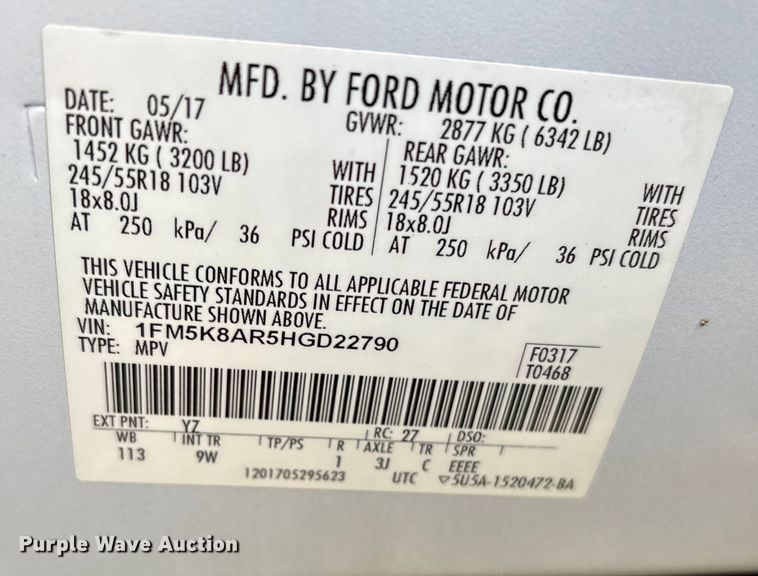 MFD. BY FORD MOTOR CO.
DATE: 05/17 GVWR: 2877 KG ( 6342 LB)
FRONT GAWR: REAR GAWR:
1452 KG ( 3200 LB) WITH 1520 KG ( 3350 LB) WITH
245/55R18 103V TIRES 245/55R18 103V TIRES
18x8.0J RIMS 18x8.0J RIMS
AT 250 kPa/ 36 PSI COLD AT 250 kPa/ 36 PSI COLD
THIS VEHICLE CONFORMS TO ALL APPLICABLE FEDERAL MOTOR
VEHICLE SAFETY STANDARDS IN EFFECT ON THE DATE OF
MANUFACTURE SHOWN ABOVE.
VIN: 1FM5K8AR5HGD22790
TYPE: MPV
F0317
T0468
EXT PNT: YZ RC: 27 DSO:
WB INT TR TP/PS R AXLE TR SPR
113 9W 1 3J C EEEE
1201705295623 UTC ▽5U5A-1520472-BA
Purple Wave Auction